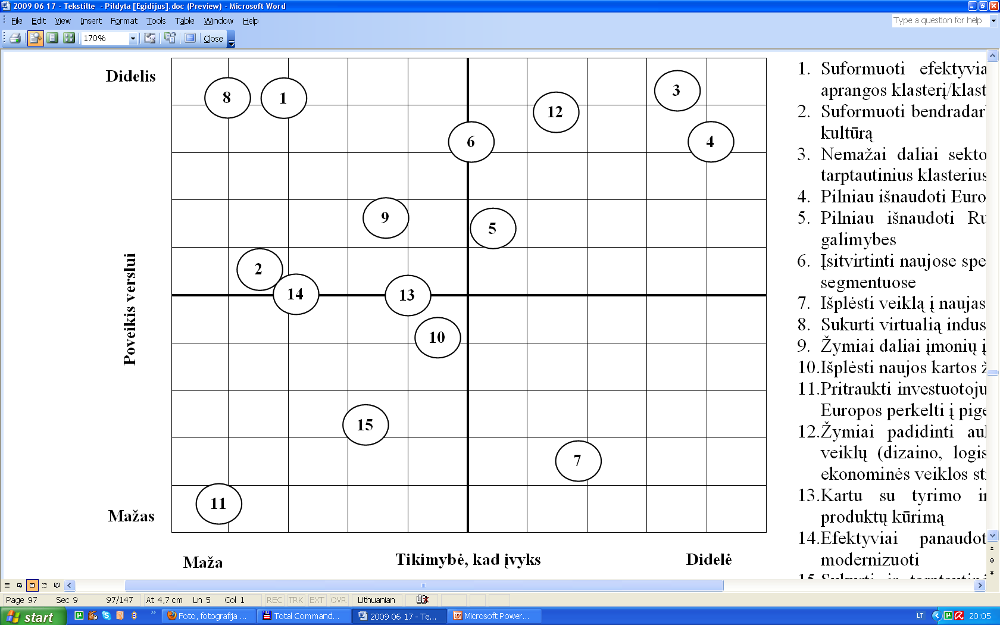 2009 06 17 - Tekstilte - Pildyta [Egidijus].doc (Preview) - Microsoft Word
File Edit View Insert Format Tools Table Window Help
Type a question for help
170% Close
Didelis
8 1 12 3
6 4
9 5
Poveikis verslui
2 14 13
10
15
7
11
Mažas
Maža Tikimybė, kad įvyks Didelė
1. Suformuoti efektyvia
aprangos klasterį/klast
2. Suformuoti bendradar
kultūrą
3. Nemažai daliai sekto
tarptautinius klasterius
4. Pilniau išnaudoti Euro
5. Pilniau išnaudoti Ru
galimybes
6. Įsitvirtinti naujose spe
segmentuose
7. Išplėsti veiklą į naujas
8. Sukurti virtualią indus
9. Žymiai daliai įmonių į
10. Išplėsti naujos kartos ž
11. Pritraukti investuotoju
Europos perkelti į pige
12. Žymiai padidinti au
veiklų (dizaino, logis
ekonominės veiklos st
13. Kartu su tyrimo ir
produktų kūrimą
14. Efektyviai panaudot
modernizuoti
15. Sukurti ir tarptautinė
Page 97 Sec 9 97/147 At 4,7 cm Ln 5 Col 1 REC TRK EXT OVR Lithuanian
start Foto, fotografija ... Total Command... 2009 06 17 - Te... Microsoft Power... LT 20:05